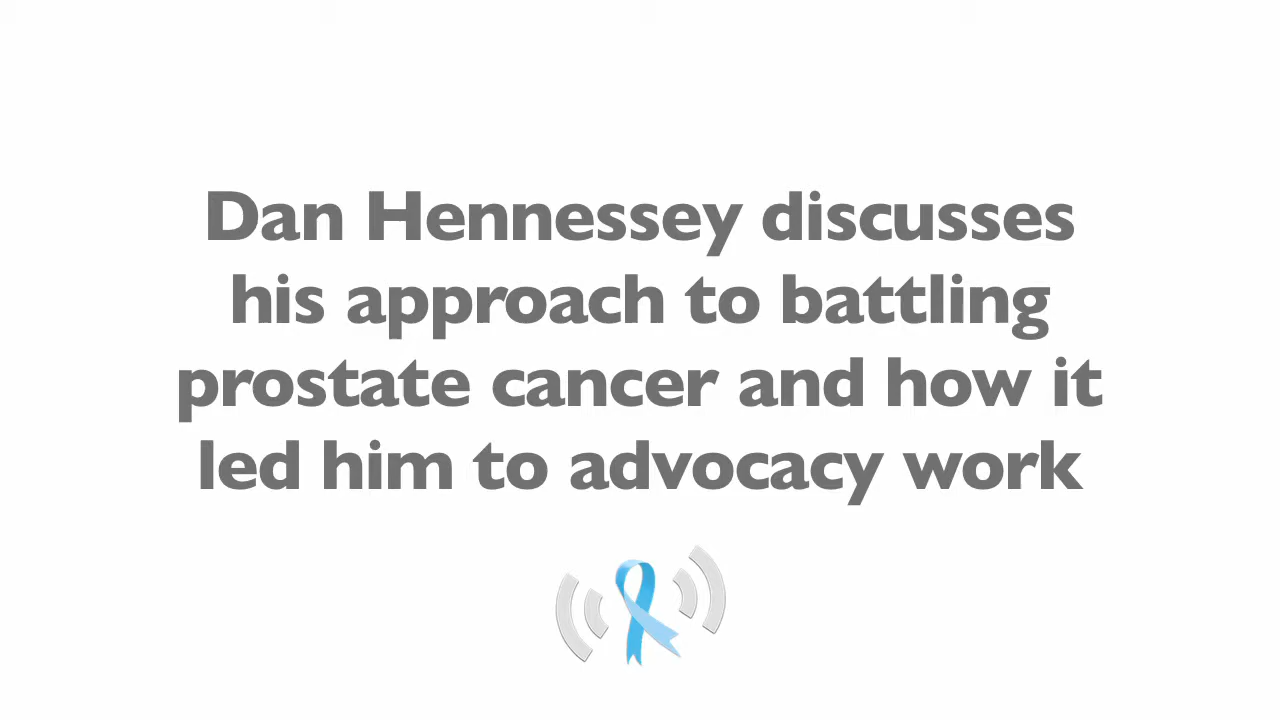 Dan Hennessey discusses
his approach to battling
prostate cancer and how it
led him to advocacy work